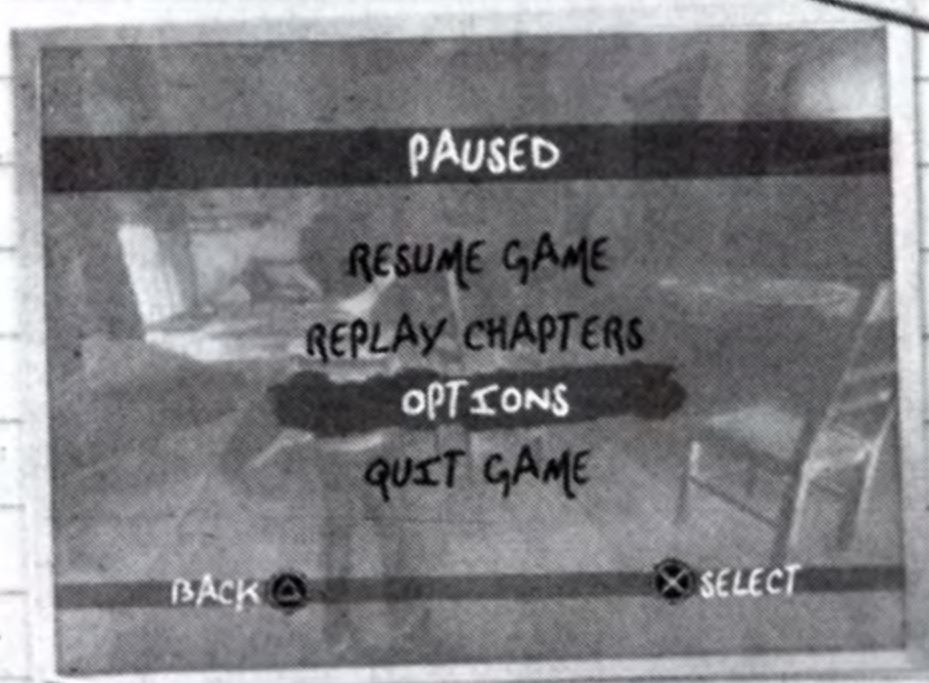 PAUSED
RESUME GAME
REPLAY CHAPTERS
OPTIONS
QUIT GAME
BACK
SELECT